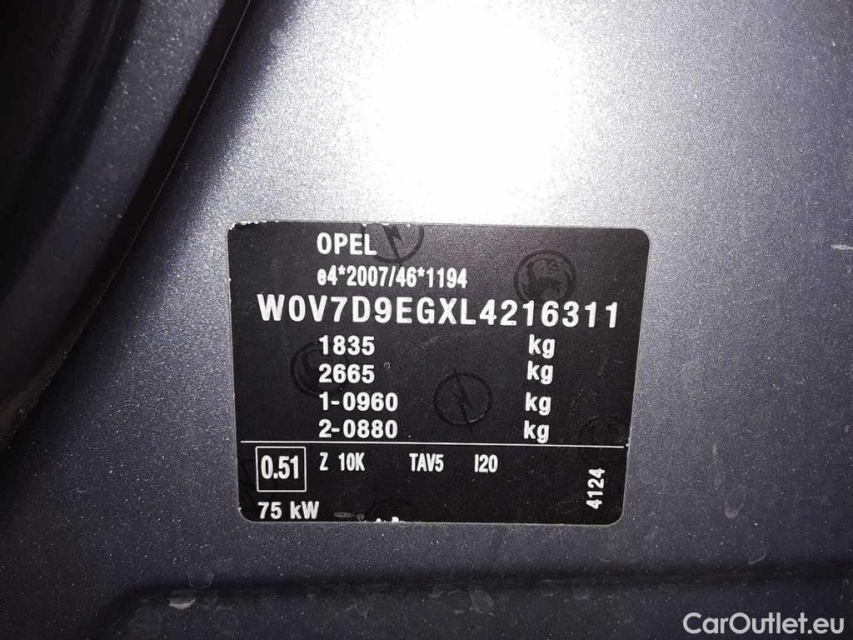 OPEL
e4*2007/46*1194
W0V7D9EGXL4216311
1835 kg
2665 kg
1-0960 kg
2-0880 kg
0.51 Z 10K TAV5 I20
4124
75 kW
CarOutlet.eu